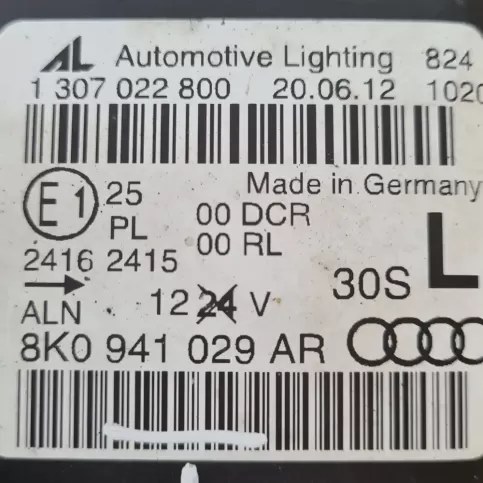 AL Automotive Lighting 824
1 307 022 800 20.06.12 1020
Made in Germany
E1 25
PL
00 DCR
00 RL
2416 2415
30S L
ALN 12 24 V
8K0 941 029 AR